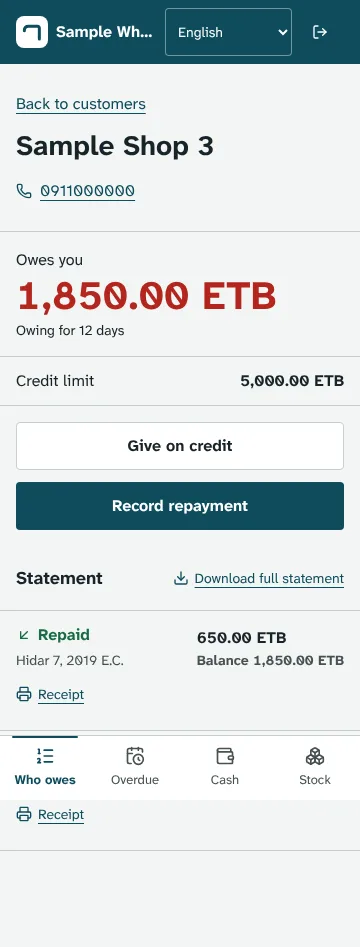 Sample Wh...
English
Back to customers
Sample Shop 3
0911000000
Owes you
1,850.00 ETB
Owing for 12 days
Credit limit
5,000.00 ETB
Give on credit
Record repayment
Statement
Download full statement
Repaid
650.00 ETB
Hidar 7, 2019 E.C.
Balance 1,850.00 ETB
Receipt
Who owes
Overdue
Cash
Stock
Receipt